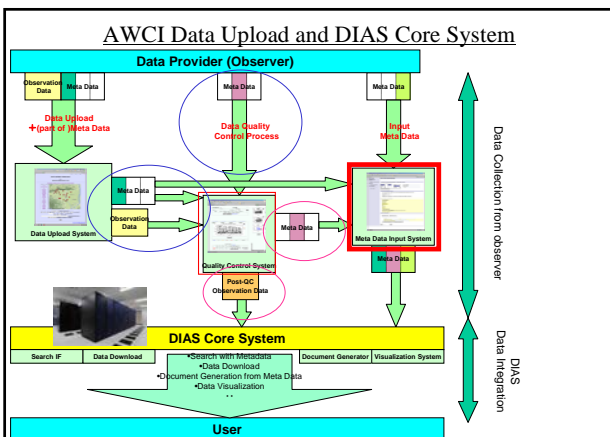 AWCI Data Upload and DIAS Core System
Data Provider (Observer)
Observation
Data
Meta Data
Meta Data
Meta Data
Data Upload
+(part of )Meta Data
Data Quality
Control Process
Input
Meta Data
Data Collection from observer
Meta Data
Observation
Data
Data Upload System
Quality Control System
Meta Data
Meta Data Input System
Meta Data
Post-QC
Observation Data
DIAS Core System
Search IF
Data Download
Document Generator
Visualization System
•Search with Metadata
•Data Download
•Document Generation from Meta Data
•Data Visualization
DIAS
Data Integration
User